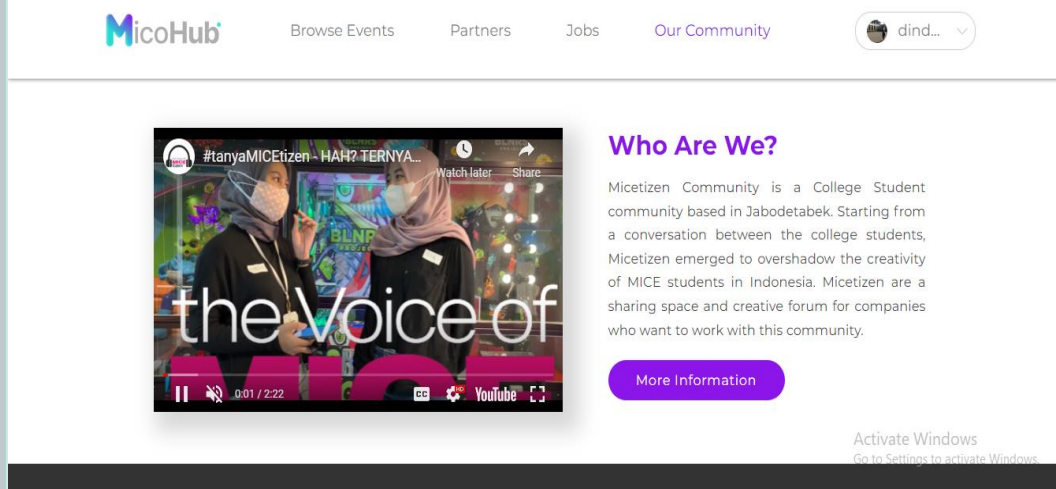 MicoHub
Browse Events
Partners
Jobs
Our Community
dind...
#tanyaMICEtizen - HAH? TERNYA...
Watch later
Share
BLNRS
the Voice of
MICE
0:01 / 2:22
CC
HD
YouTube
Who Are We?
Micetizen Community is a College Student
community based in Jabodetabek. Starting from
a conversation between the college students,
Micetizen emerged to overshadow the creativity
of MICE students in Indonesia. Micetizen are a
sharing space and creative forum for companies
who want to work with this community.
More Information
Activate Windows
Go to Settings to activate Windows.